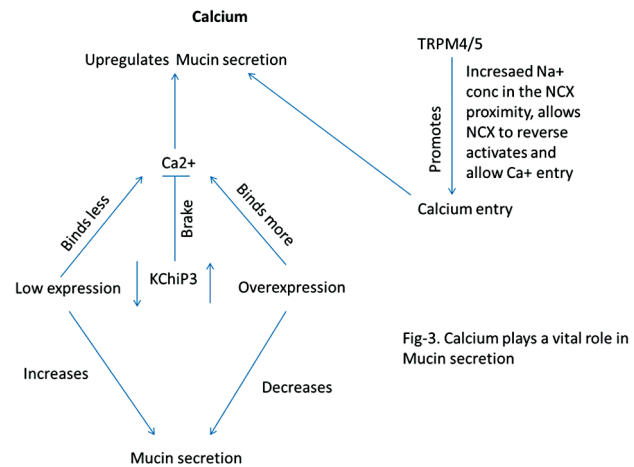 Calcium
Upregulates Mucin secretion
TRPM4/5
Incresaed Na+
conc in the NCX
proximity, allows
NCX to reverse
activates and
allow Ca+ entry
Promotes
Calcium entry
Ca2+
Binds less
Brake
Binds more
Low expression
KChiP3
Overexpression
Increases
Decreases
Mucin secretion
Fig-3. Calcium plays a vital role in
Mucin secretion